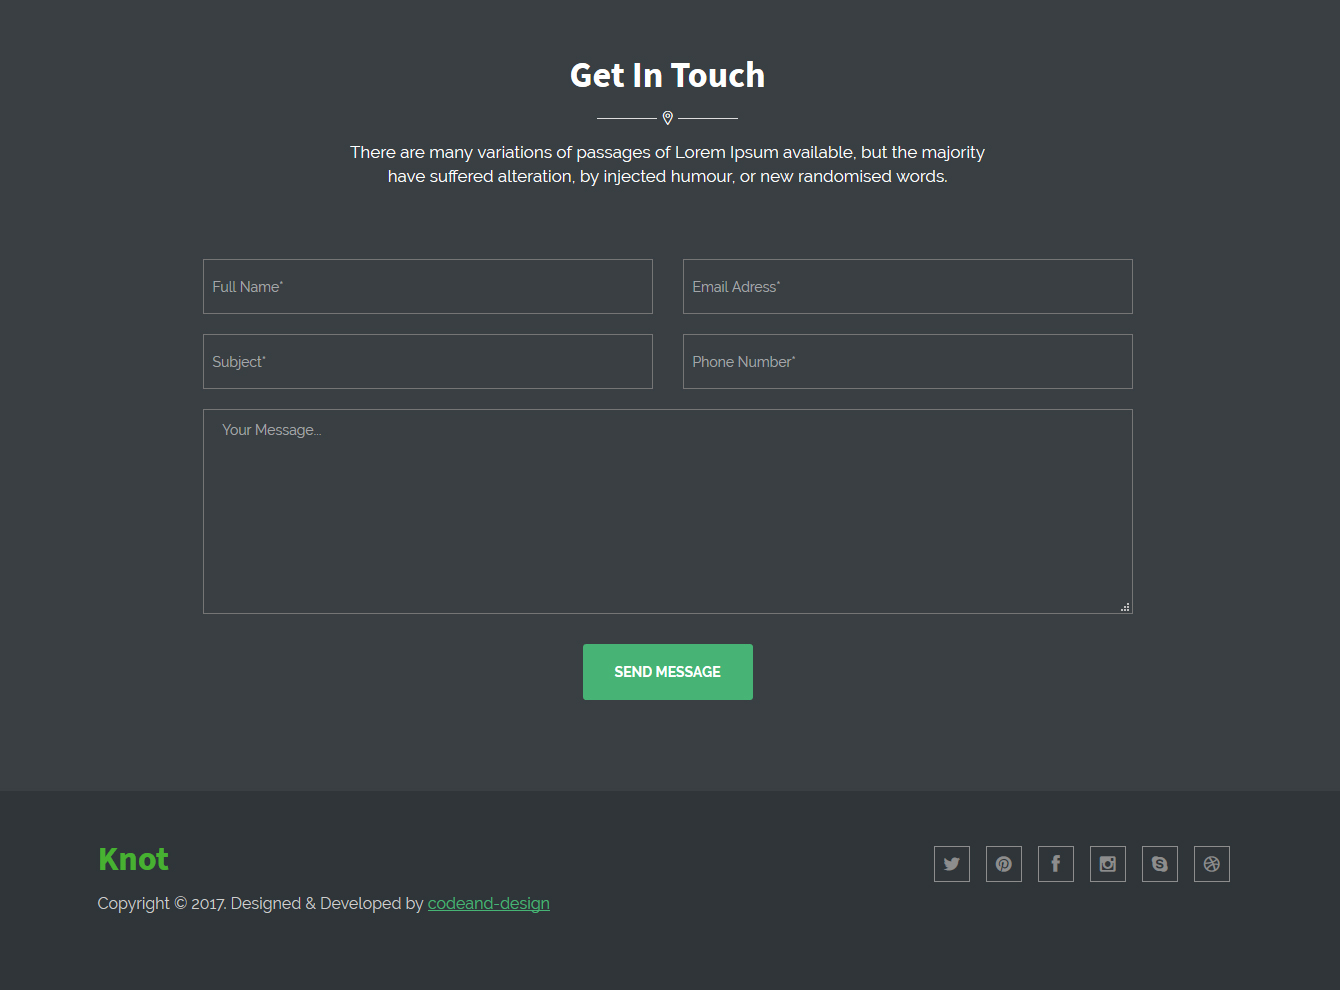 Get In Touch
There are many variations of passages of Lorem Ipsum available, but the majority
have suffered alteration, by injected humour, or new randomised words.
Full Name*
Email Adress*
Subject*
Phone Number*
Your Message...
SEND MESSAGE
Knot
Copyright © 2017. Designed & Developed by codeand-design